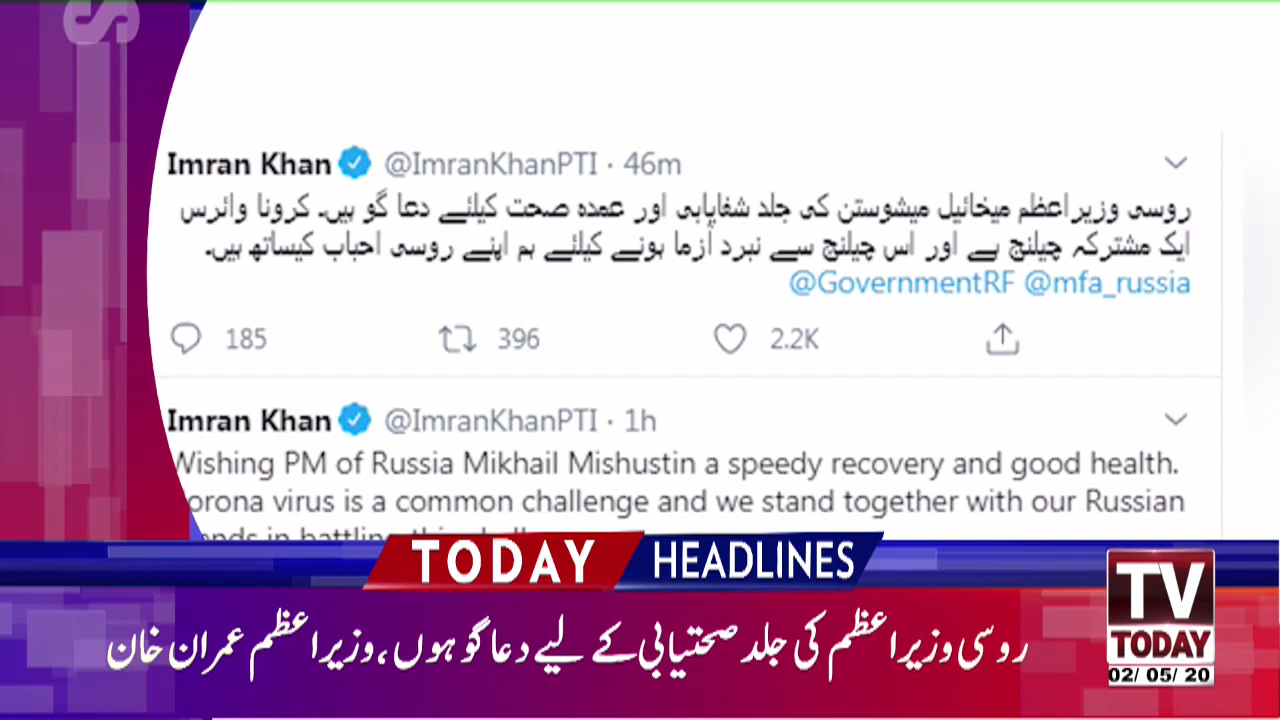 Imran Khan @ImranKhanPTI · 46m
روسی وزیراعظم میخائیل میشوستن کی جلد شفایابی اور عمدہ صحت کیلئے دعا گو ہیں۔ کرونا وائرس
ایک مشترکہ چیلنج ہے اور اس چیلنج سے نبرد آزما ہونے کیلئے ہم اپنے روسی احباب کیساتھ ہیں۔
@GovernmentRF @mfa_russia
185 396 2.2K
Imran Khan @ImranKhanPTI · 1h
Wishing PM of Russia Mikhail Mishustin a speedy recovery and good health.
orona virus is a common challenge and we stand together with our Russian
TODAY HEADLINES
روسی وزیراعظم کی جلد صحتیابی کے لیے دعا گو ہوں، وزیراعظم عمران خان
TV
TODAY
02/ 05/ 20